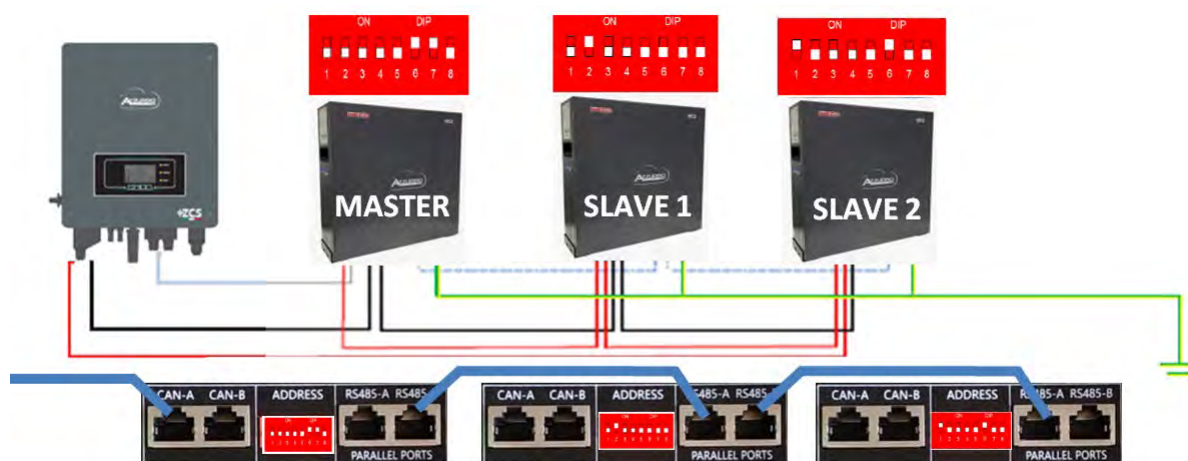 ON DIP
1 2 3 4 5 6 7 8
ON DIP
1 2 3 4 5 6 7 8
ON DIP
1 2 3 4 5 6 7 8
AZZURRO
ZCS
MASTER
SLAVE 1
SLAVE 2
CAN-A CAN-B ADDRESS RS485-A RS485-
PARALLEL PORTS
CAN-A CAN-B ADDRESS RS485-A RS485-B
PARALLEL PORTS
CAN-A CAN-B ADDRESS RS485-A RS485-B
PARALLEL PORTS